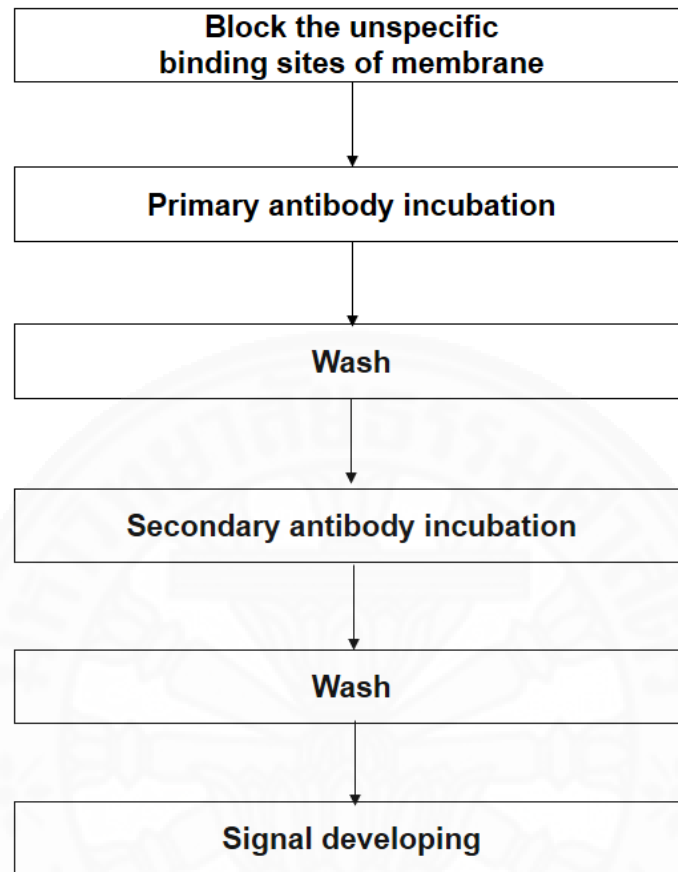 Block the unspecific
binding sites of membrane
Primary antibody incubation
Wash
Secondary antibody incubation
Wash
Signal developing